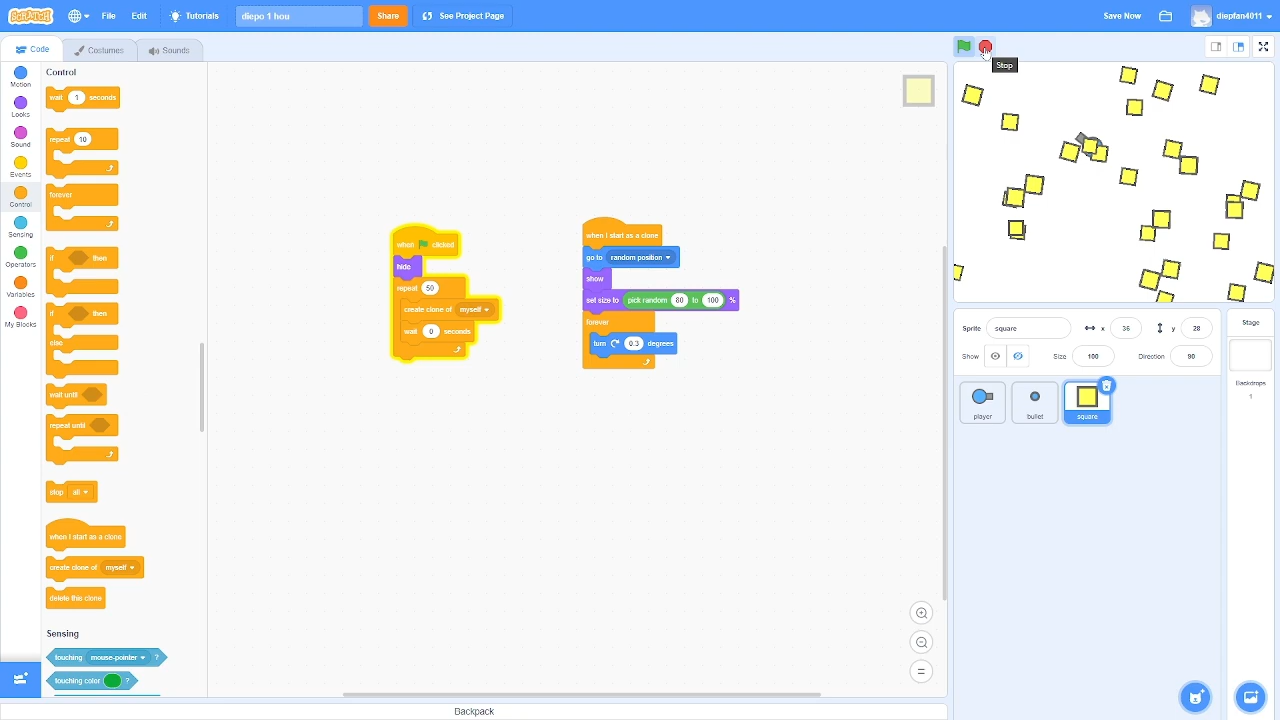 SCRATCH File Edit Tutorials diepo 1 hou Share See Project Page Save Now diepfan4011
Code Costumes Sounds
Stop
Motion
Looks
Sound
Events
Control
Sensing
Operators
Variables
My Blocks
Control
wait 1 seconds
repeat 10
forever
if then
if then
else
wait until
repeat until
stop all
when I start as a clone
create clone of myself
delete this clone
Sensing
touching mouse-pointer ?
touching color ?
when clicked
hide
repeat 50
create clone of myself
wait 0 seconds
when I start as a clone
go to random position
show
set size to pick random 80 to 100 %
forever
turn 0.3 degrees
Sprite square x 36 y 28
Show Size 100 Direction 90
player bullet square
Stage
Backdrops
1
Backpack